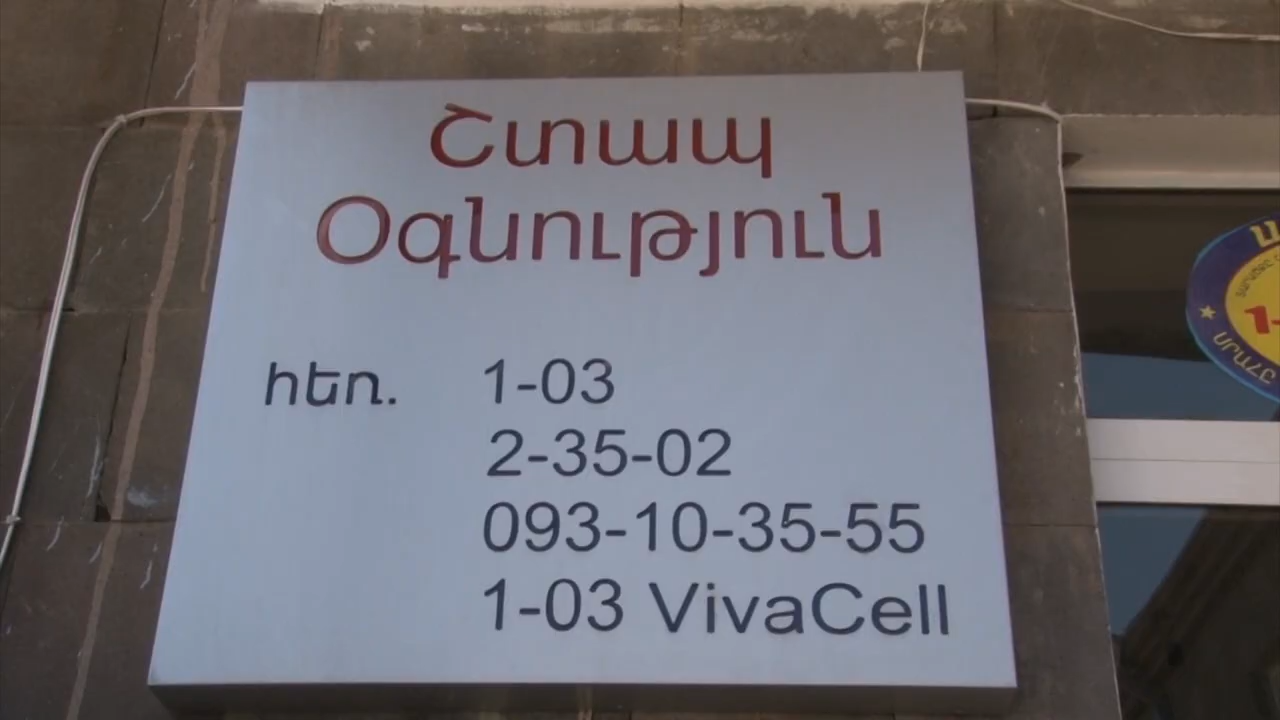 Շտապ
Օգնություն
հեռ. 1-03
2-35-02
093-10-35-55
1-03 VivaCell